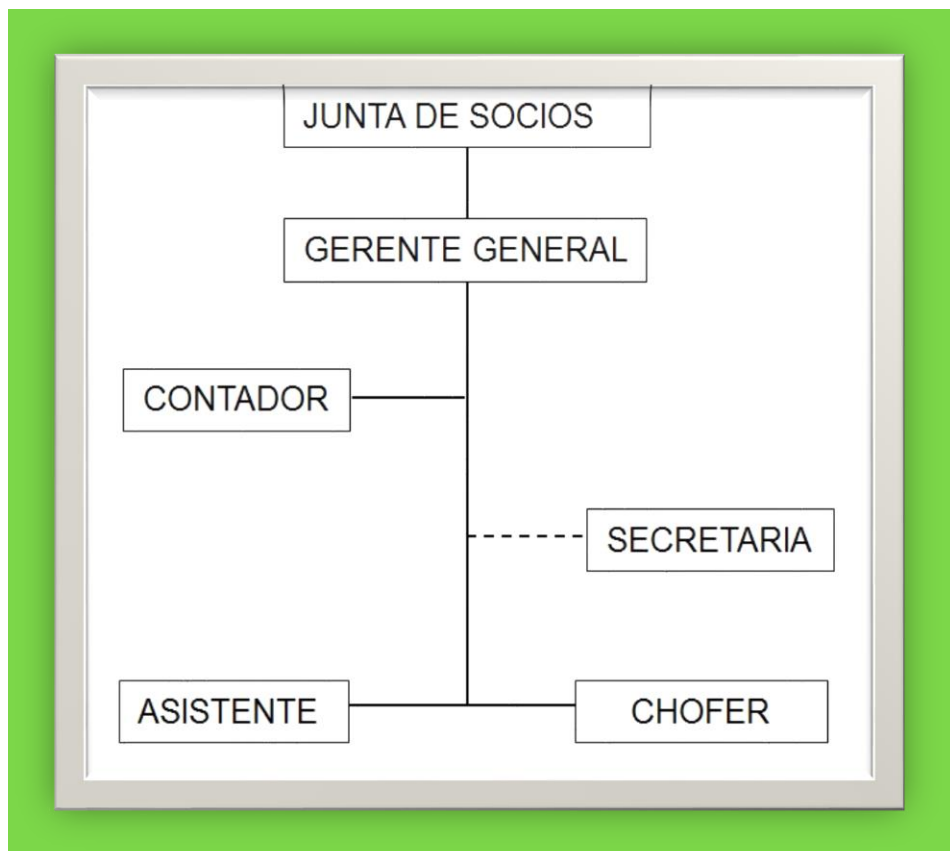 JUNTA DE SOCIOS
GERENTE GENERAL
CONTADOR
SECRETARIA
ASISTENTE
CHOFER